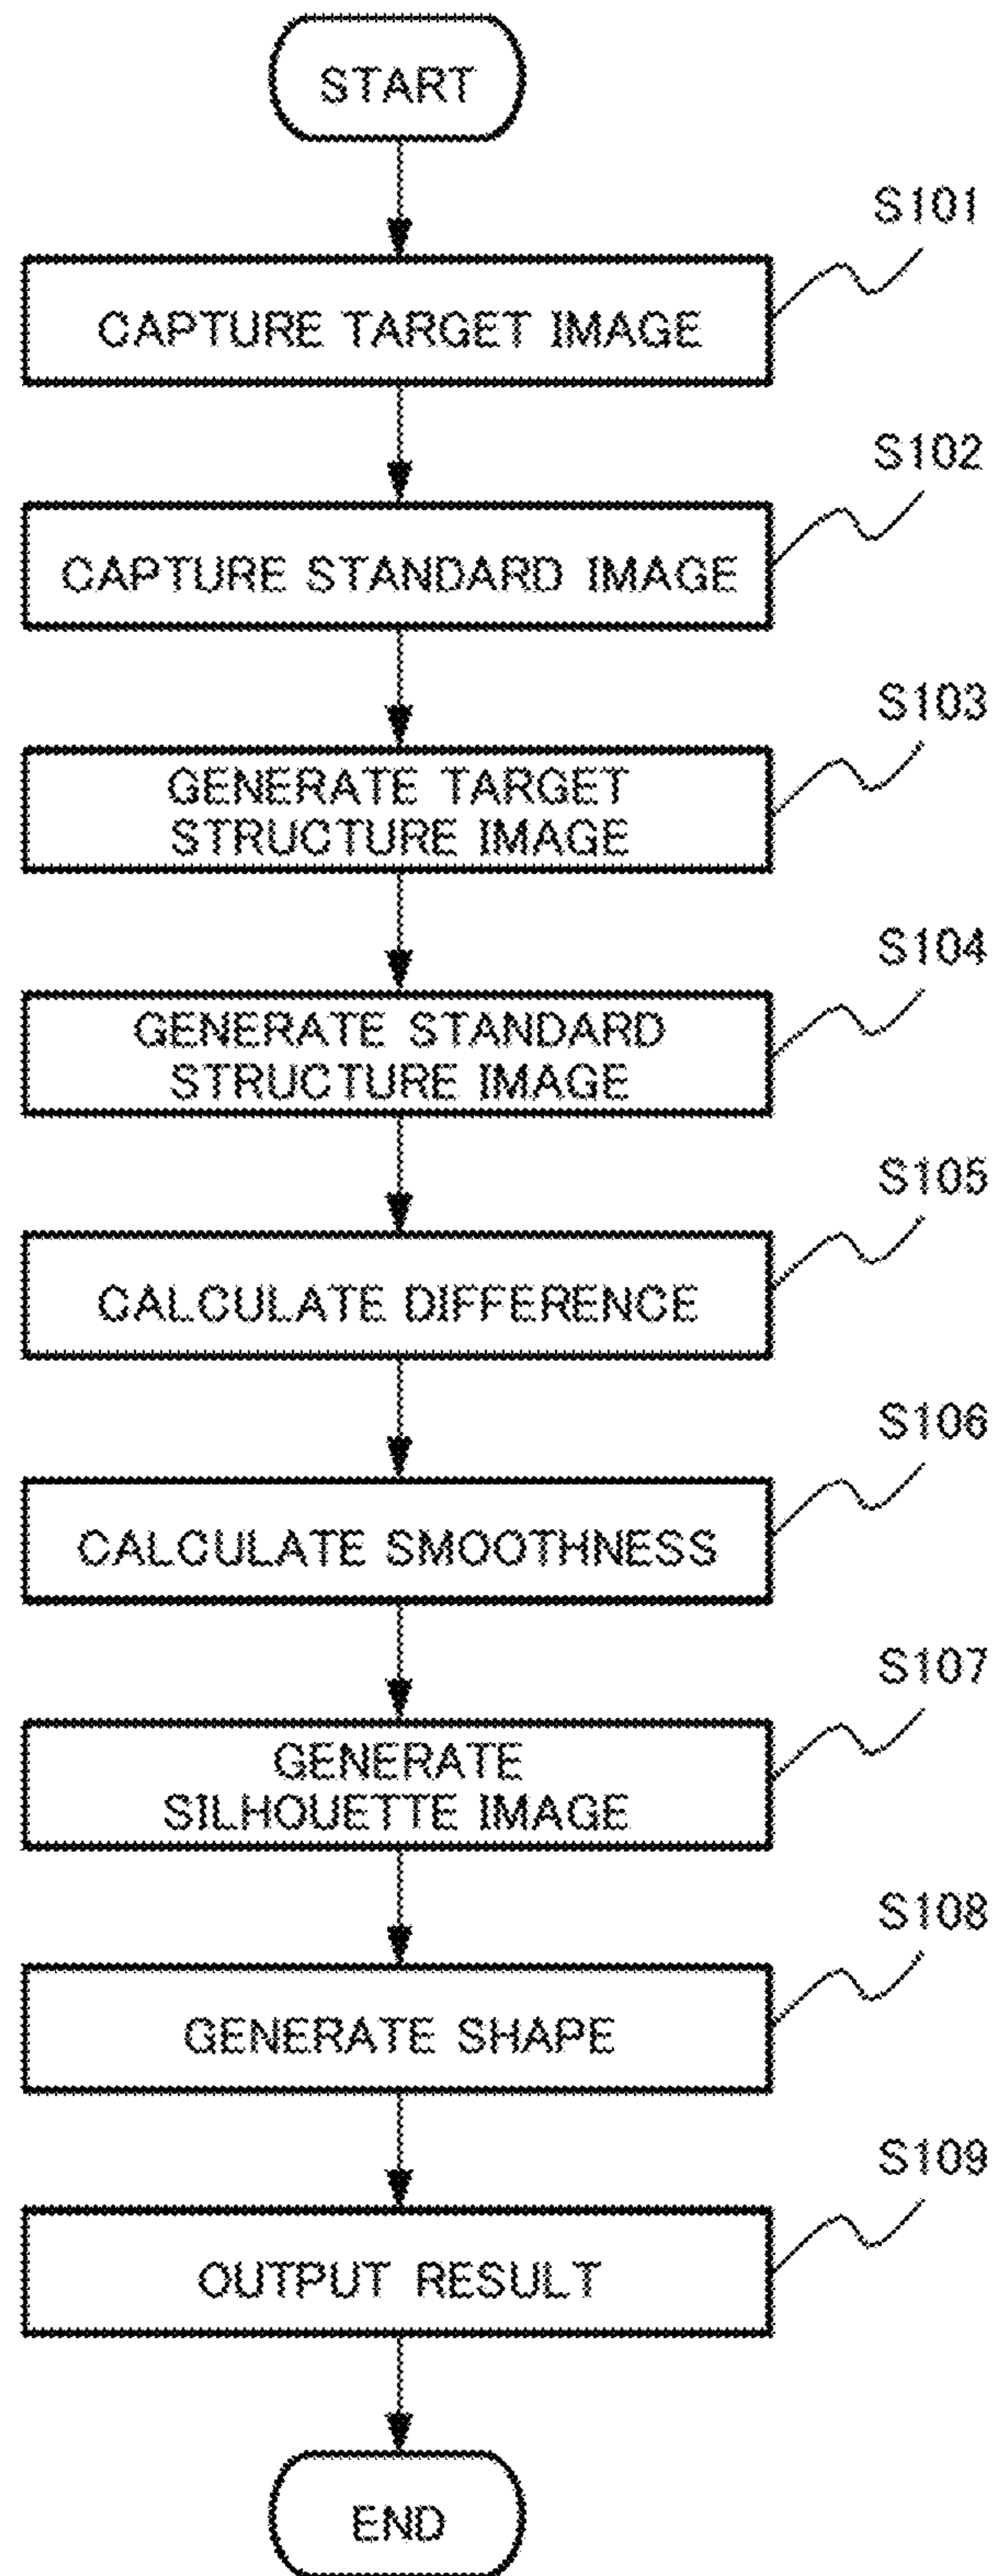 START
S101
CAPTURE TARGET IMAGE
S102
CAPTURE STANDARD IMAGE
S103
GENERATE TARGET
STRUCTURE IMAGE
S104
GENERATE STANDARD
STRUCTURE IMAGE
S105
CALCULATE DIFFERENCE
S106
CALCULATE SMOOTHNESS
S107
GENERATE
SILHOUETTE IMAGE
S108
GENERATE SHAPE
S109
OUTPUT RESULT
END